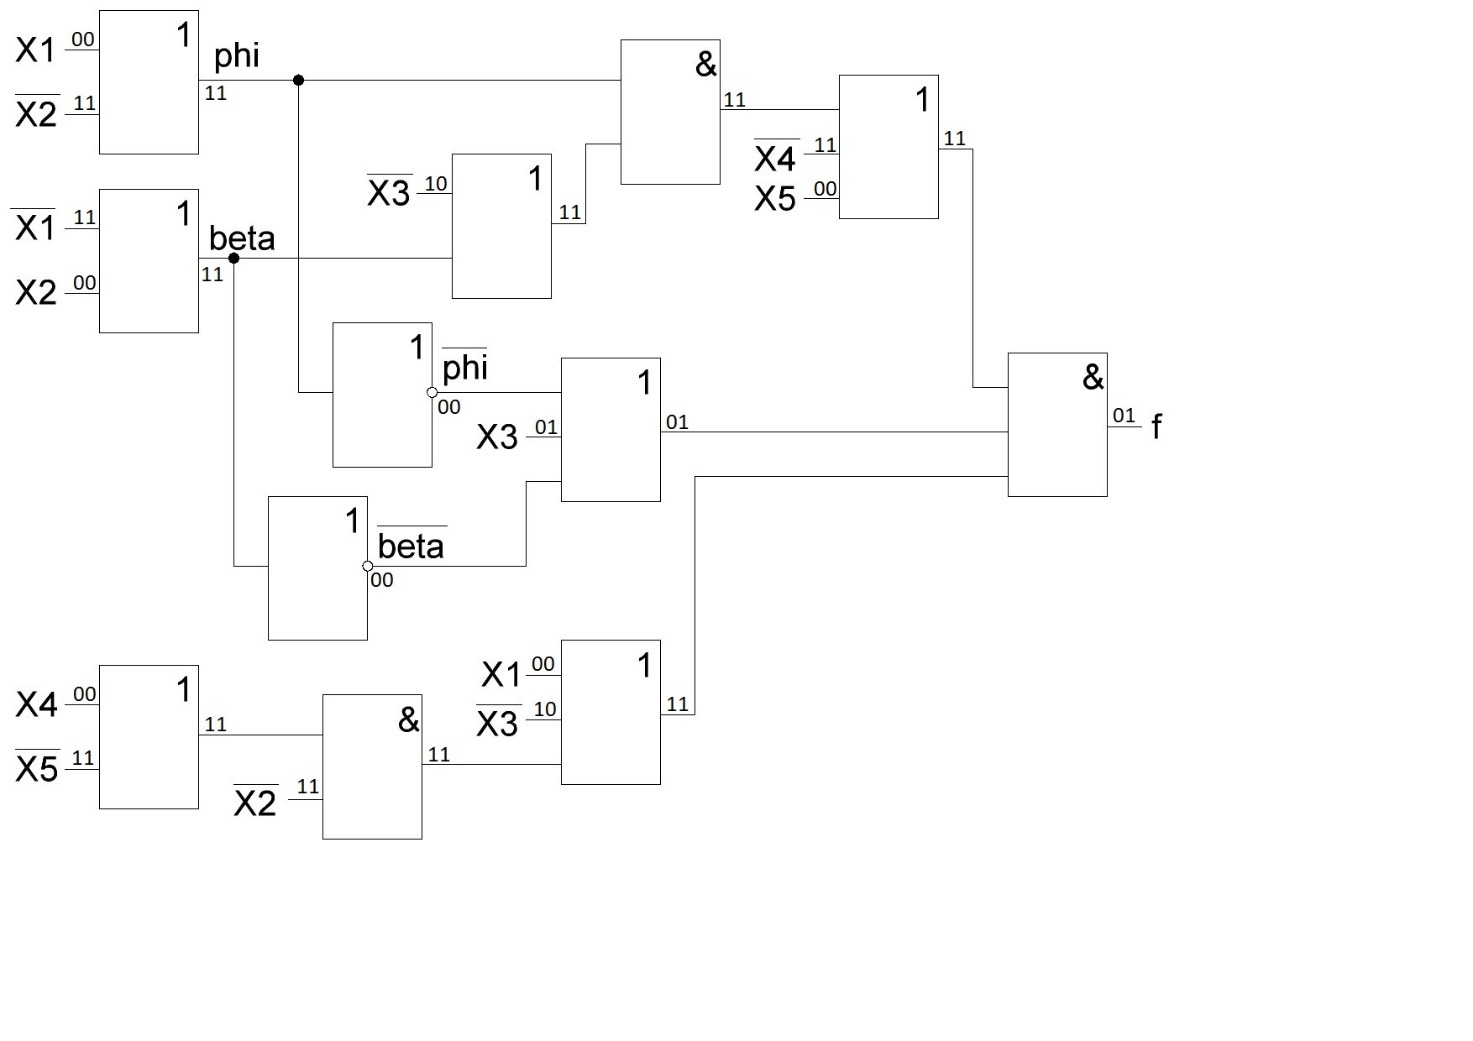 X1 00 1
X2 11
phi
11
X1 11 1
X2 00
beta
11
X3 10 1
11
&
11
X4 11 1
X5 00
11
1
phi
00
X3 01 1
01
1
beta
00
&
01 f
X4 00 1
X5 11
11
X2 11 &
11
X1 00 1
X3 10
11